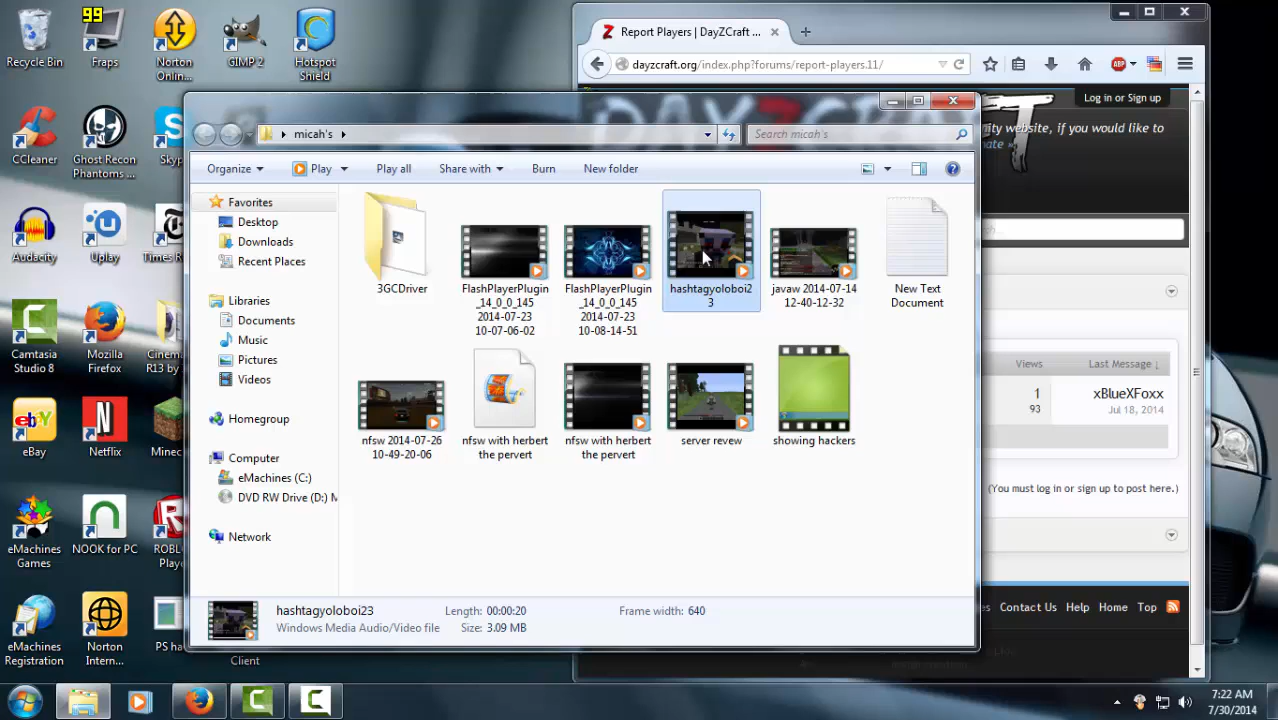 99
Recycle Bin
Fraps
Norton
Online...
GIMP 2
Hotspot
Shield
CCleaner
Ghost Recon
Phantoms ...
Skyp
Audacity
Uplay
Times R
Camtasia
Studio 8
Mozilla
Firefox
Cinem
R13 by
eBay
Netflix
Minec
eMachines
Games
NOOK for PC
ROBL
Playe
eMachines
Registration
Norton
Intern...
PS ha
Client
Report Players | DayZCraft ...
dayzcraft.org/index.php?forums/report-players.11/
ABP
Log in or Sign up
nity website, if you would like to
nate »
Views
Last Message ↓
1
93
xBlueXFoxx
Jul 18, 2014
(You must log in or sign up to post here.)
Contact Us
Help
Home
Top
micah's
Search micah's
Organize
Play
Play all
Share with
Burn
New folder
Favorites
Desktop
Downloads
Recent Places
Libraries
Documents
Music
Pictures
Videos
Homegroup
Computer
eMachines (C:)
DVD RW Drive (D:) M
Network
3GCDriver
FlashPlayerPlugin
_14_0_0_145
2014-07-23
10-07-06-02
FlashPlayerPlugin
_14_0_0_145
2014-07-23
10-08-14-51
hashtagyoloboi2
3
javaw 2014-07-14
12-40-12-32
New Text
Document
nfsw 2014-07-26
10-49-20-06
nfsw with herbert
the pervert
nfsw with herbert
the pervert
server revew
showing hackers
hashtagyoloboi23
Length: 00:00:20
Frame width: 640
Windows Media Audio/Video file
Size: 3.09 MB
7:22 AM
7/30/2014